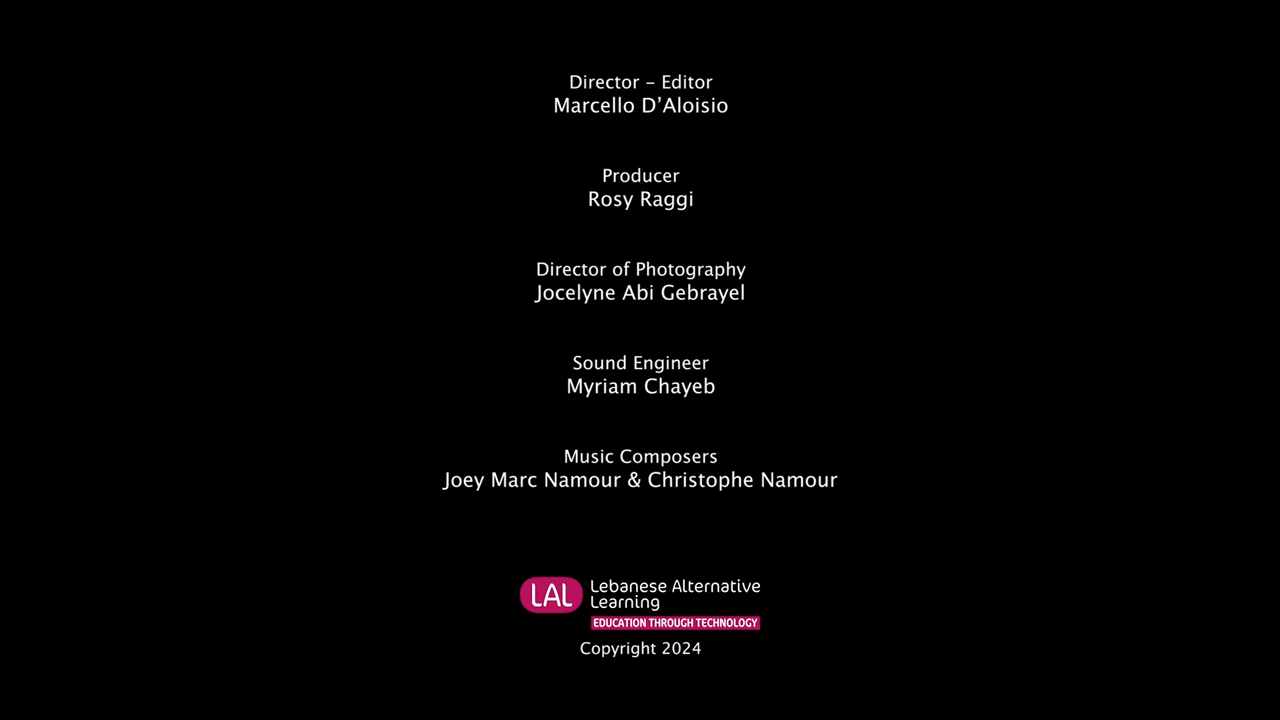 Director – Editor
Marcello D’Aloisio
Producer
Rosy Raggi
Director of Photography
Jocelyne Abi Gebrayel
Sound Engineer
Myriam Chayeb
Music Composers
Joey Marc Namour & Christophe Namour
LAL
Lebanese Alternative
Learning
EDUCATION THROUGH TECHNOLOGY
Copyright 2024